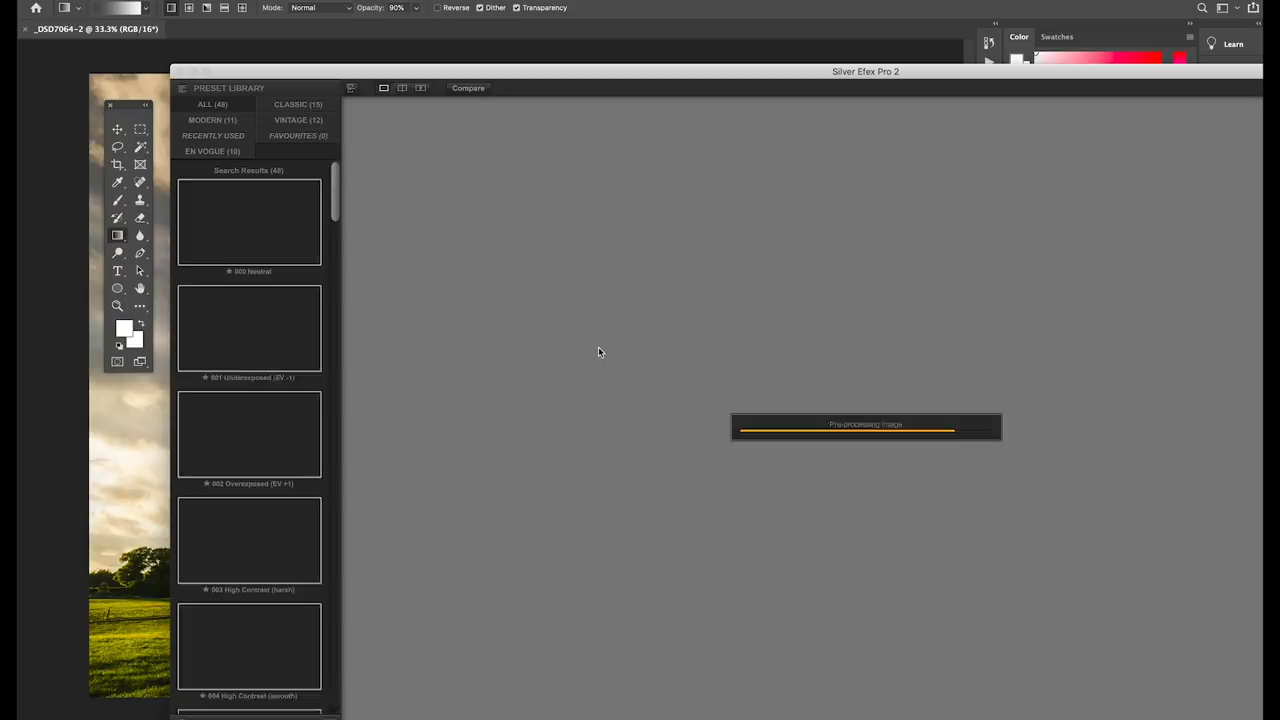 Mode: Normal Opacity: 90% Reverse Dither Transparency
_DSD7064-2 @ 33.3% (RGB/16*)
Color Swatches
Learn
Silver Efex Pro 2
PRESET LIBRARY
Compare
ALL (48) CLASSIC (15)
MODERN (11) VINTAGE (12)
RECENTLY USED FAVOURITES (0)
EN VOGUE (10)
Search Results (48)
000 Neutral
001 Underexposed (EV -1)
Pre-processing image
002 Overexposed (EV +1)
003 High Contrast (harsh)
004 High Contrast (smooth)